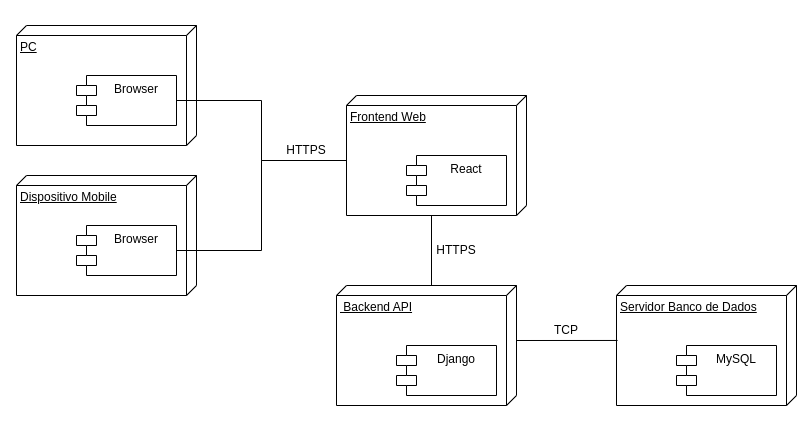 PC
Browser
Dispositivo Mobile
Browser
HTTPS
Frontend Web
React
HTTPS
Backend API
Django
TCP
Servidor Banco de Dados
MySQL